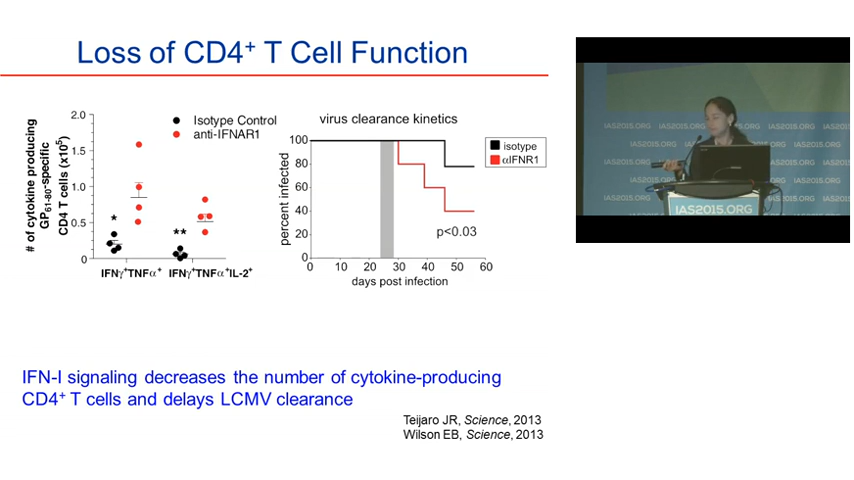 Loss of CD4⁺ T Cell Function
# of cytokine producing
GP₆₁₋₈₀-specific
CD4 T cells (x10⁵)
2.0
1.5
1.0
0.5
0
Isotype Control
anti-IFNAR1
*
**
IFNγ⁺TNFα⁺
IFNγ⁺TNFα⁺IL-2⁺
virus clearance kinetics
percent infected
100
80
60
40
20
0
0 10 20 30 40 50 60
days post infection
isotype
αIFNR1
p<0.03
IFN-I signaling decreases the number of cytokine-producing
CD4⁺ T cells and delays LCMV clearance
Teijaro JR, Science, 2013
Wilson EB, Science, 2013
IAS2015.ORG